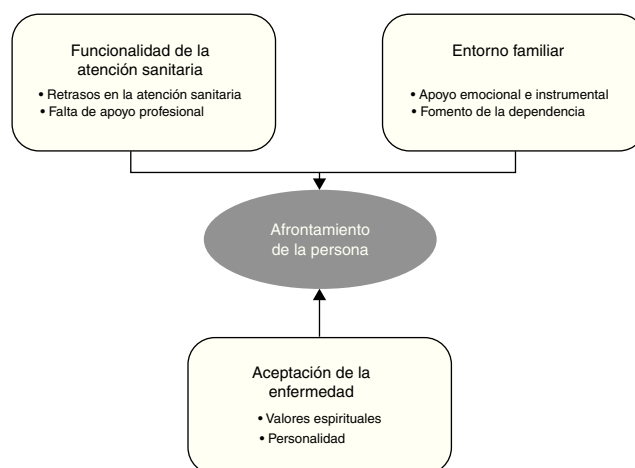 Funcionalidad de la
atención sanitaria
• Retrasos en la atención sanitaria
• Falta de apoyo profesional
Entorno familiar
• Apoyo emocional e instrumental
• Fomento de la dependencia
Afrontamiento
de la persona
Aceptación de la
enfermedad
• Valores espirituales
• Personalidad